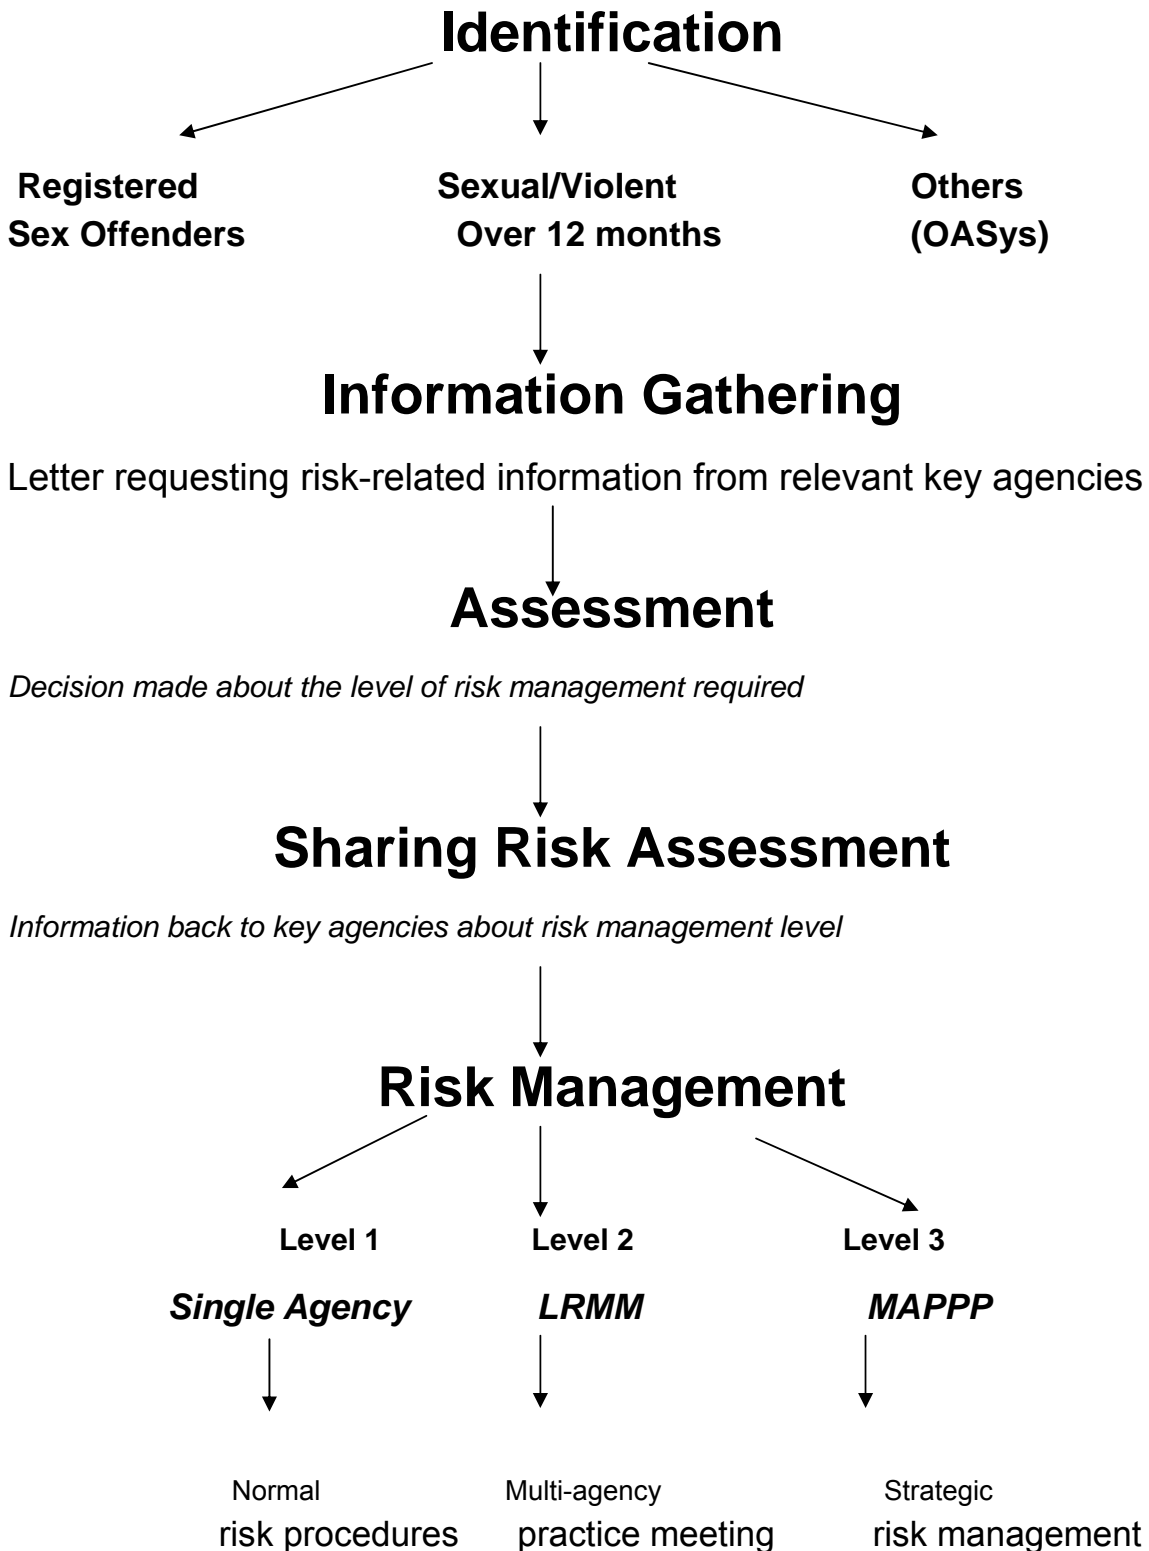 Identification
Registered Sexual/Violent Others
Sex Offenders Over 12 months (OASys)
Information Gathering
Letter requesting risk-related information from relevant key agencies
Assessment
Decision made about the level of risk management required
Sharing Risk Assessment
Information back to key agencies about risk management level
Risk Management
Level 1 Level 2 Level 3
Single Agency LRMM MAPPP
Normal Multi-agency Strategic
risk procedures practice meeting risk management